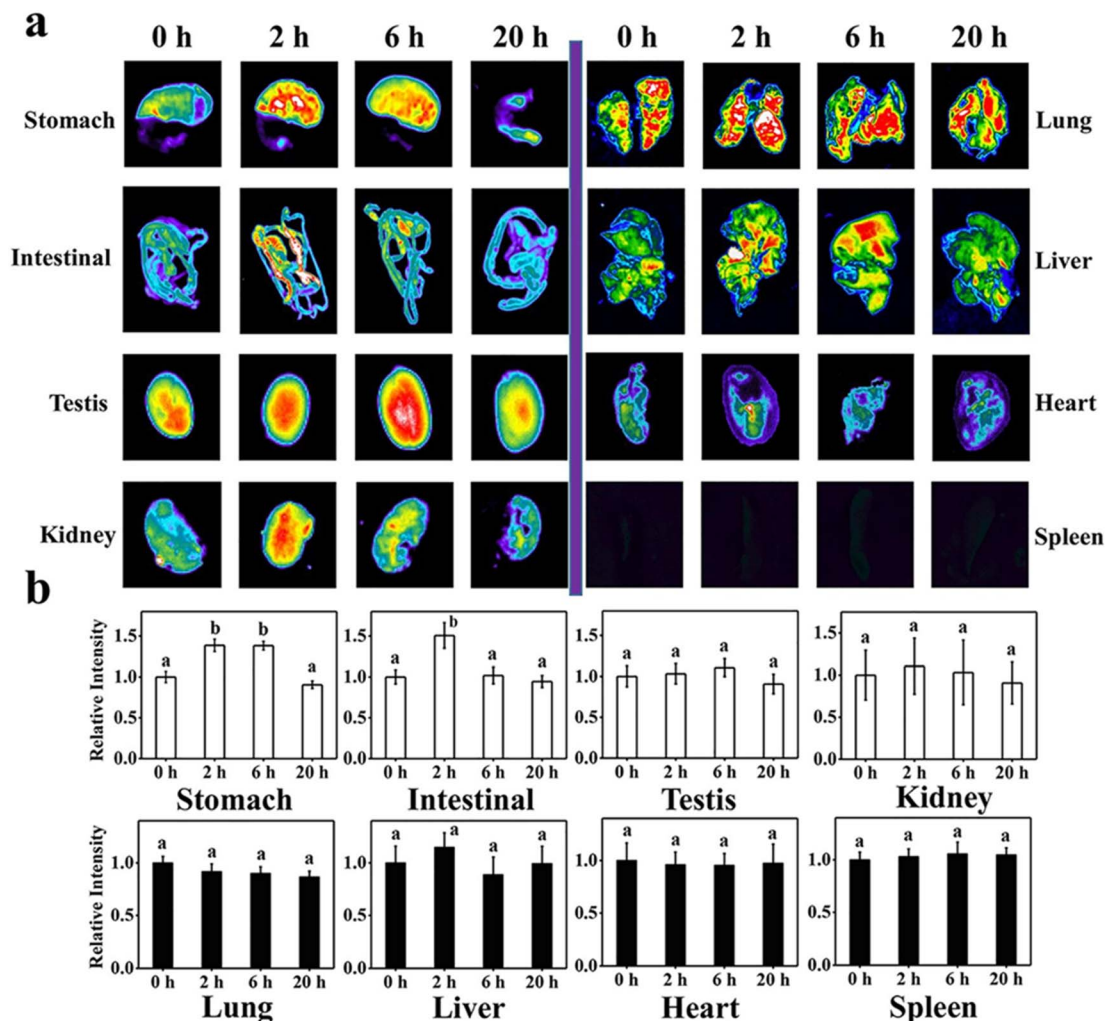 a
0 h 2 h 6 h 20 h 0 h 2 h 6 h 20 h
Stomach Lung
Intestinal Liver
Testis Heart
Kidney Spleen
b
Relative Intensity
1.5
1.0
0.5
0.0
a b b a
0 h 2 h 6 h 20 h
Stomach
1.5
1.0
0.5
0.0
a b a a
0 h 2 h 6 h 20 h
Intestinal
1.5
1.0
0.5
0.0
a a a a
0 h 2 h 6 h 20 h
Testis
1.5
1.0
0.5
0.0
a a a a
0 h 2 h 6 h 20 h
Kidney
Relative Intensity
1.0
0.5
0.0
a a a a
0 h 2 h 6 h 20 h
Lung
1.0
0.5
0.0
a a a a
0 h 2 h 6 h 20 h
Liver
1.0
0.5
0.0
a a a a
0 h 2 h 6 h 20 h
Heart
1.0
0.5
0.0
a a a a
0 h 2 h 6 h 20 h
Spleen